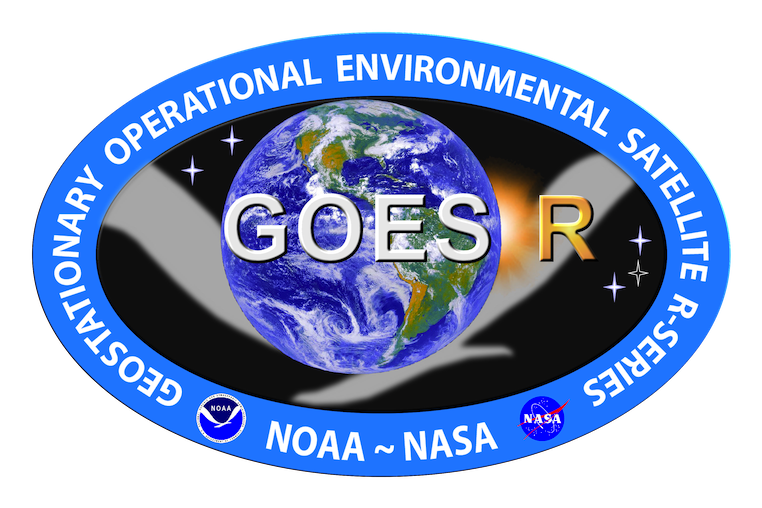 GEOSTATIONARY OPERATIONAL ENVIRONMENTAL SATELLITE R-SERIES
GOES R
NOAA
NOAA ~ NASA
NASA